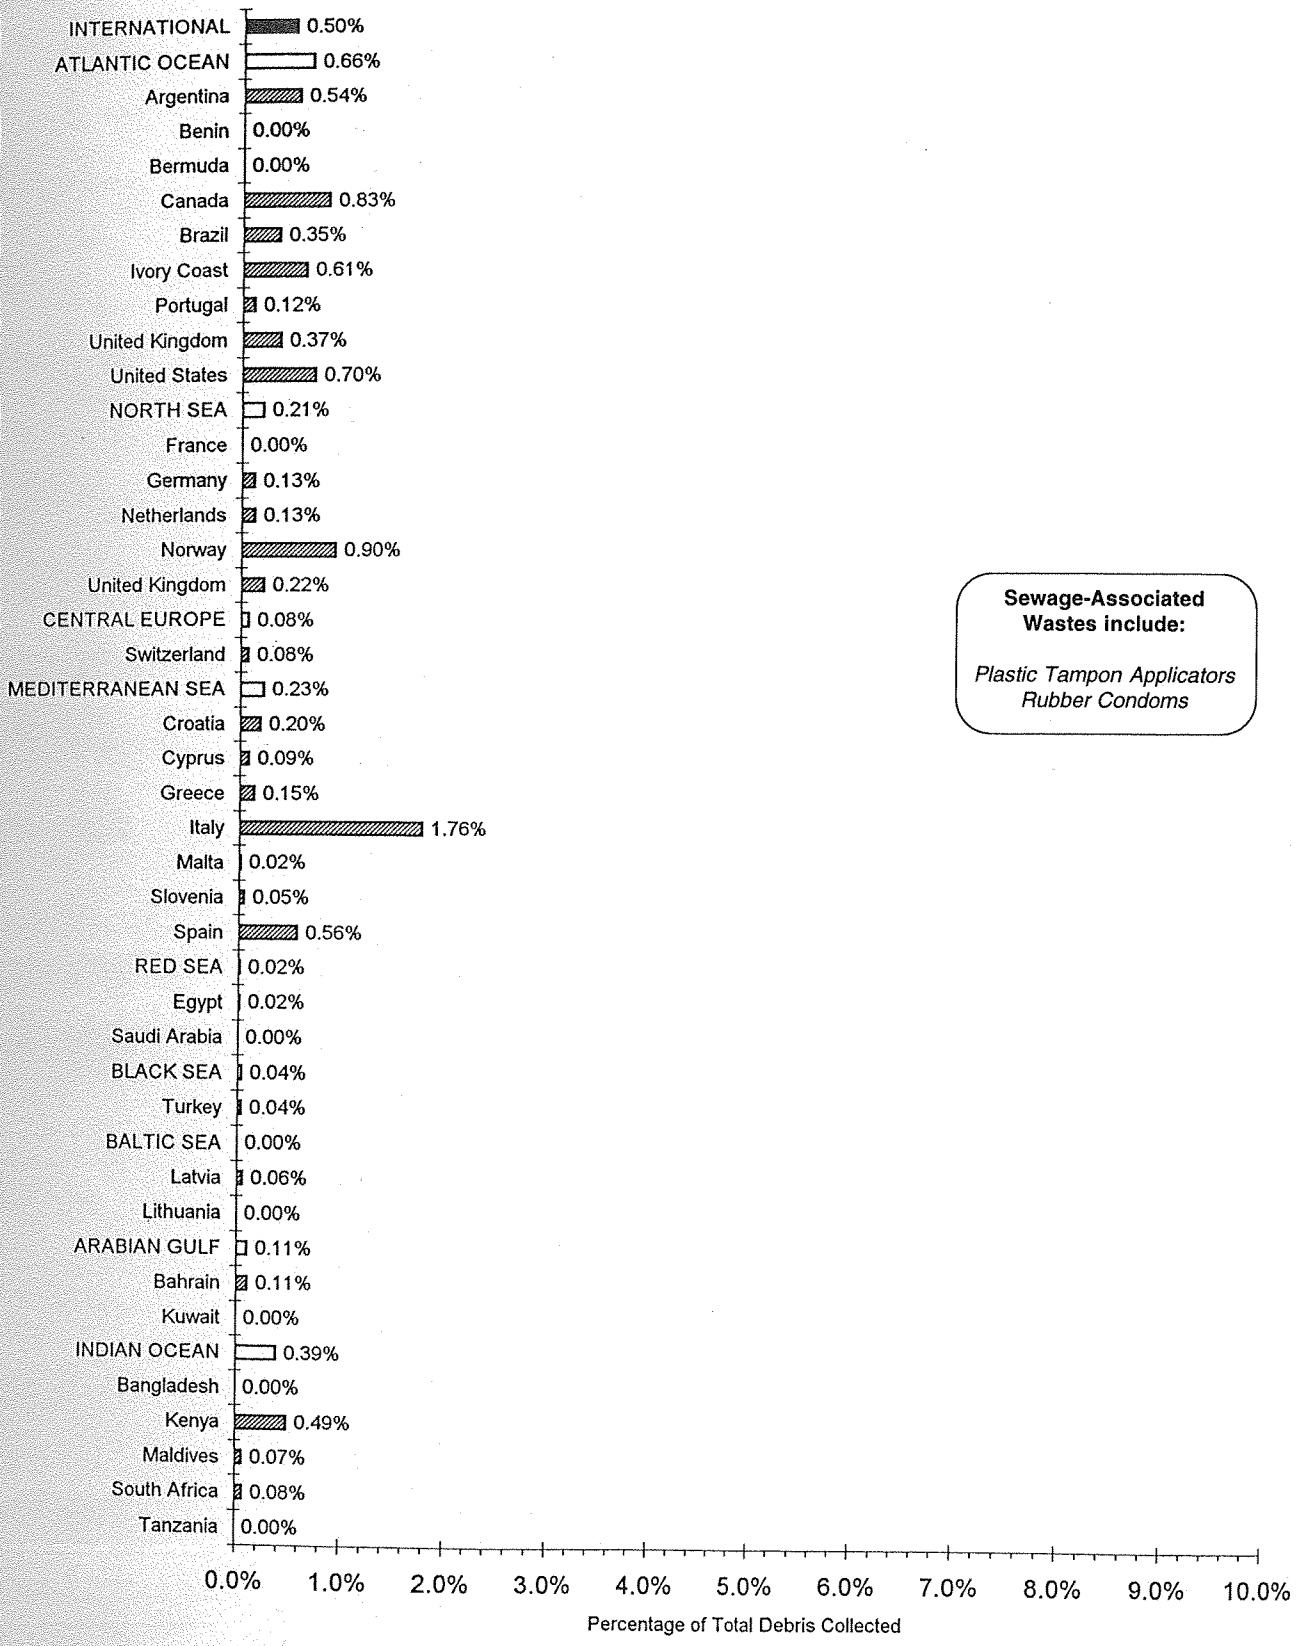 INTERNATIONAL 0.50%
ATLANTIC OCEAN 0.66%
Argentina 0.54%
Benin 0.00%
Bermuda 0.00%
Canada 0.83%
Brazil 0.35%
Ivory Coast 0.61%
Portugal 0.12%
United Kingdom 0.37%
United States 0.70%
NORTH SEA 0.21%
France 0.00%
Germany 0.13%
Netherlands 0.13%
Norway 0.90%
United Kingdom 0.22%
CENTRAL EUROPE 0.08%
Switzerland 0.08%
MEDITERRANEAN SEA 0.23%
Croatia 0.20%
Cyprus 0.09%
Greece 0.15%
Italy 1.76%
Malta 0.02%
Slovenia 0.05%
Spain 0.56%
RED SEA 0.02%
Egypt 0.02%
Saudi Arabia 0.00%
BLACK SEA 0.04%
Turkey 0.04%
BALTIC SEA 0.00%
Latvia 0.06%
Lithuania 0.00%
ARABIAN GULF 0.11%
Bahrain 0.11%
Kuwait 0.00%
INDIAN OCEAN 0.39%
Bangladesh 0.00%
Kenya 0.49%
Maldives 0.07%
South Africa 0.08%
Tanzania 0.00%
0.0% 1.0% 2.0% 3.0% 4.0% 5.0% 6.0% 7.0% 8.0% 9.0% 10.0%
Percentage of Total Debris Collected
Sewage-Associated
Wastes include:
Plastic Tampon Applicators
Rubber Condoms